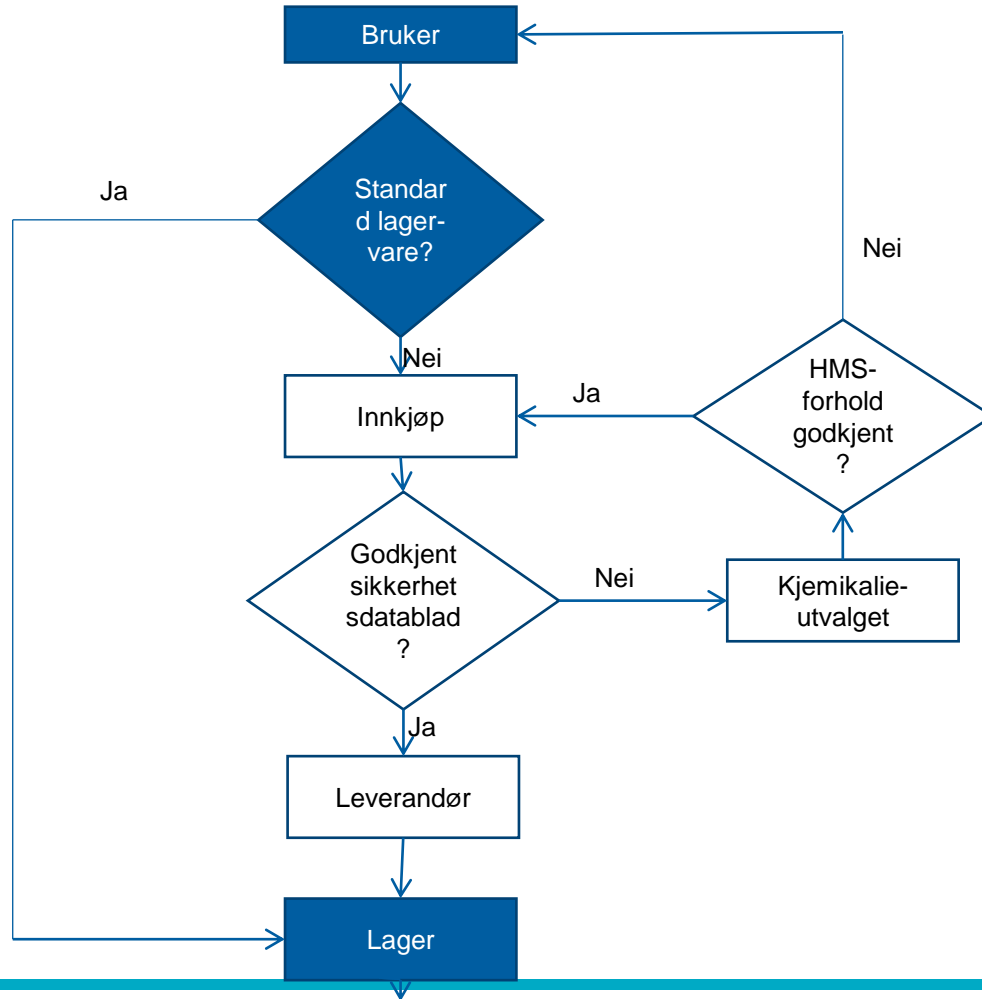 Bruker
Ja
Standar
d lager-
vare?
Nei
Nei
Innkjøp
Ja
HMS-
forhold
godkjent
?
Godkjent
sikkerhet
sdatablad
?
Nei
Kjemikalie-
utvalget
Ja
Leverandør
Lager